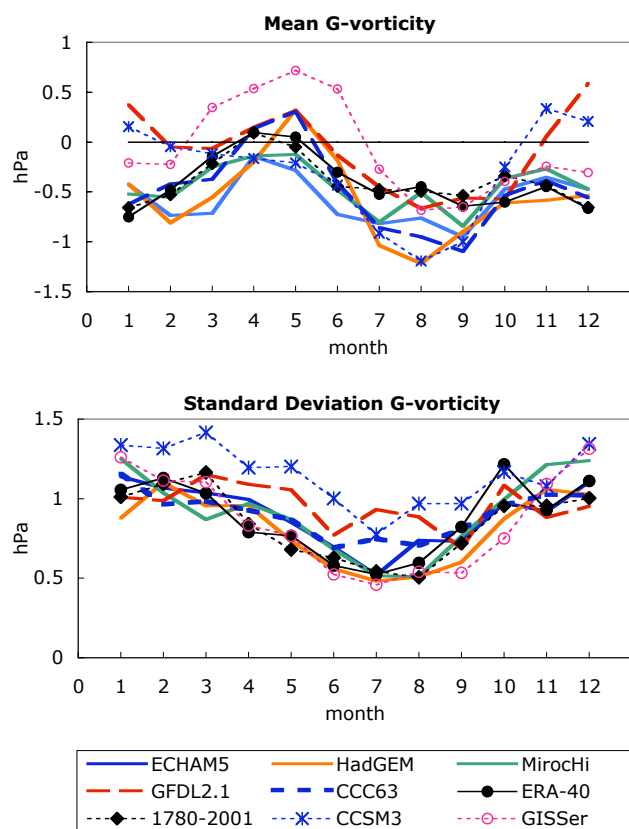 Mean G-vorticity
1
0.5
0
-0.5
-1
-1.5
hPa
0 1 2 3 4 5 6 7 8 9 10 11 12
month
Standard Deviation G-vorticity
1.5
1
0.5
0
hPa
0 1 2 3 4 5 6 7 8 9 10 11 12
month
ECHAM5 HadGEM MirocHi
GFDL2.1 CCC63 ERA-40
1780-2001 CCSM3 GISSer